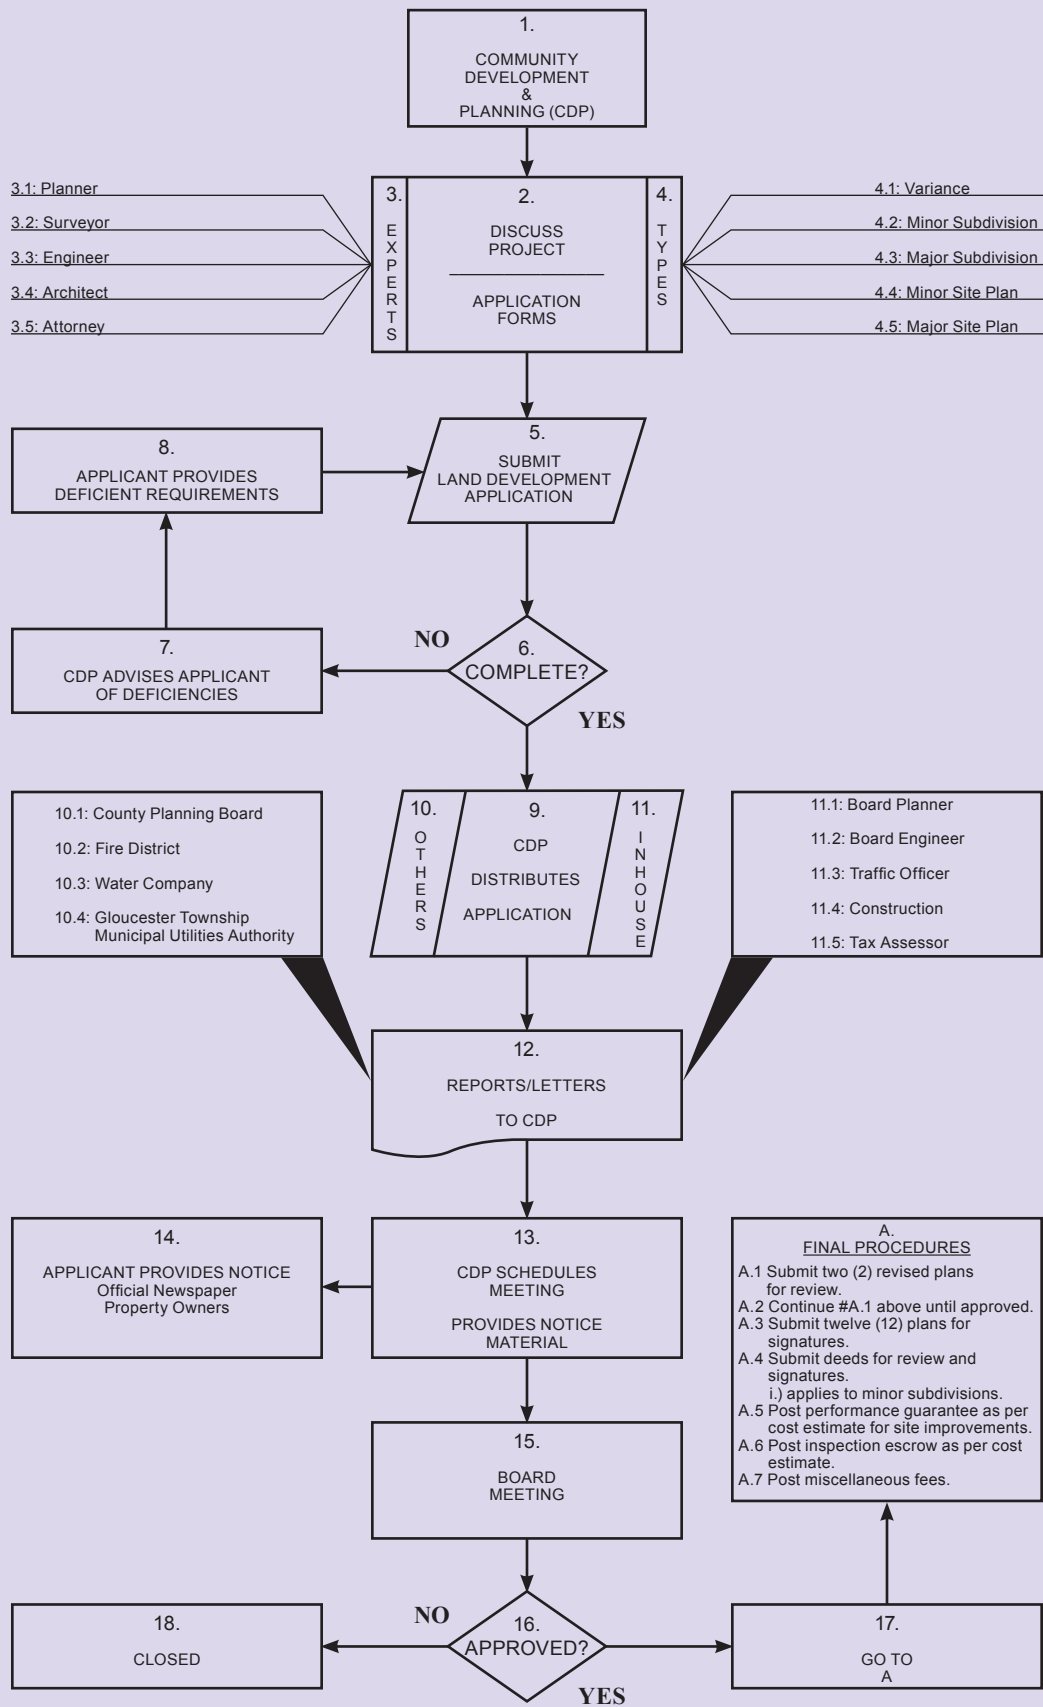 1.
COMMUNITY
DEVELOPMENT
&
PLANNING (CDP)
3.1: Planner
3.2: Surveyor
3.3: Engineer
3.4: Architect
3.5: Attorney
3.
EXPERTS
2.
DISCUSS
PROJECT
APPLICATION
FORMS
4.
TYPES
4.1: Variance
4.2: Minor Subdivision
4.3: Major Subdivision
4.4: Minor Site Plan
4.5: Major Site Plan
8.
APPLICANT PROVIDES
DEFICIENT REQUIREMENTS
5.
SUBMIT
LAND DEVELOPMENT
APPLICATION
7.
CDP ADVISES APPLICANT
OF DEFICIENCIES
NO
6.
COMPLETE?
YES
10.1: County Planning Board
10.2: Fire District
10.3: Water Company
10.4: Gloucester Township
Municipal Utilities Authority
10.
OTHERS
9.
CDP
DISTRIBUTES
APPLICATION
11.
INHOUSE
11.1: Board Planner
11.2: Board Engineer
11.3: Traffic Officer
11.4: Construction
11.5: Tax Assessor
12.
REPORTS/LETTERS
TO CDP
14.
APPLICANT PROVIDES NOTICE
Official Newspaper
Property Owners
13.
CDP SCHEDULES
MEETING
PROVIDES NOTICE
MATERIAL
A.
FINAL PROCEDURES
A.1 Submit two (2) revised plans
for review.
A.2 Continue #A.1 above until approved.
A.3 Submit twelve (12) plans for
signatures.
A.4 Submit deeds for review and
signatures.
i.) applies to minor subdivisions.
A.5 Post performance guarantee as per
cost estimate for site improvements.
A.6 Post inspection escrow as per cost
estimate.
A.7 Post miscellaneous fees.
15.
BOARD
MEETING
18.
CLOSED
NO
16.
APPROVED?
YES
17.
GO TO
A